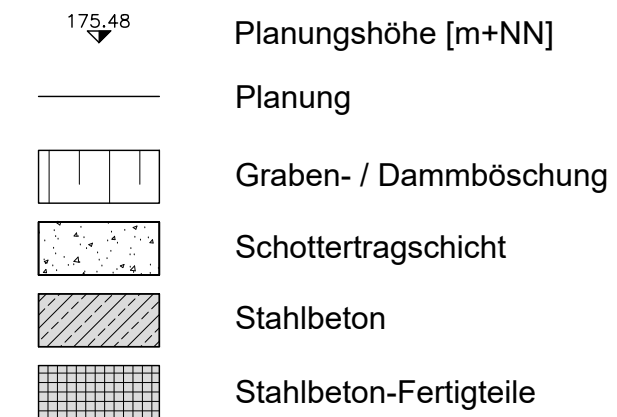 175.48 Planungshöhe [m+NN]
Planung
Graben- / Dammböschung
Schottertragschicht
Stahlbeton
Stahlbeton-Fertigteile